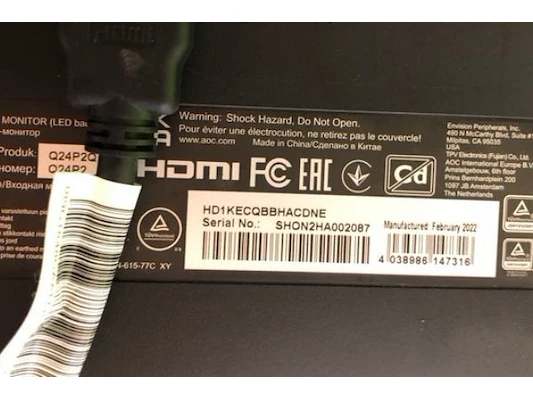 MONITOR (LED ba
-монитор
Produkt:
Q24P2Q
номер:
Q24P2
n/Входная м
Warning: Shock Hazard, Do Not Open.
Pour éviter une électrocution, ne retirez pas le couvercle!
www.aoc.com Made in China/Сделано в Китае
HDMI FC EAC Cd
Envision Peripherals, Inc.
490 N McCarthy Blvd, Suite #
Milpitas, CA 95035
USA
TPV Electronics (Fujian) Co., Ltd.
AOC International Europe B.V.
Amstelgebouw, 6th floor
Prins Bernhardplein 200
1097 JB Amsterdam
The Netherlands
HD1KECQBBHACDNE
Serial No.: SHON2HA002087
Manufactured: February 2022
4 038986 147316
4-615-77C XY